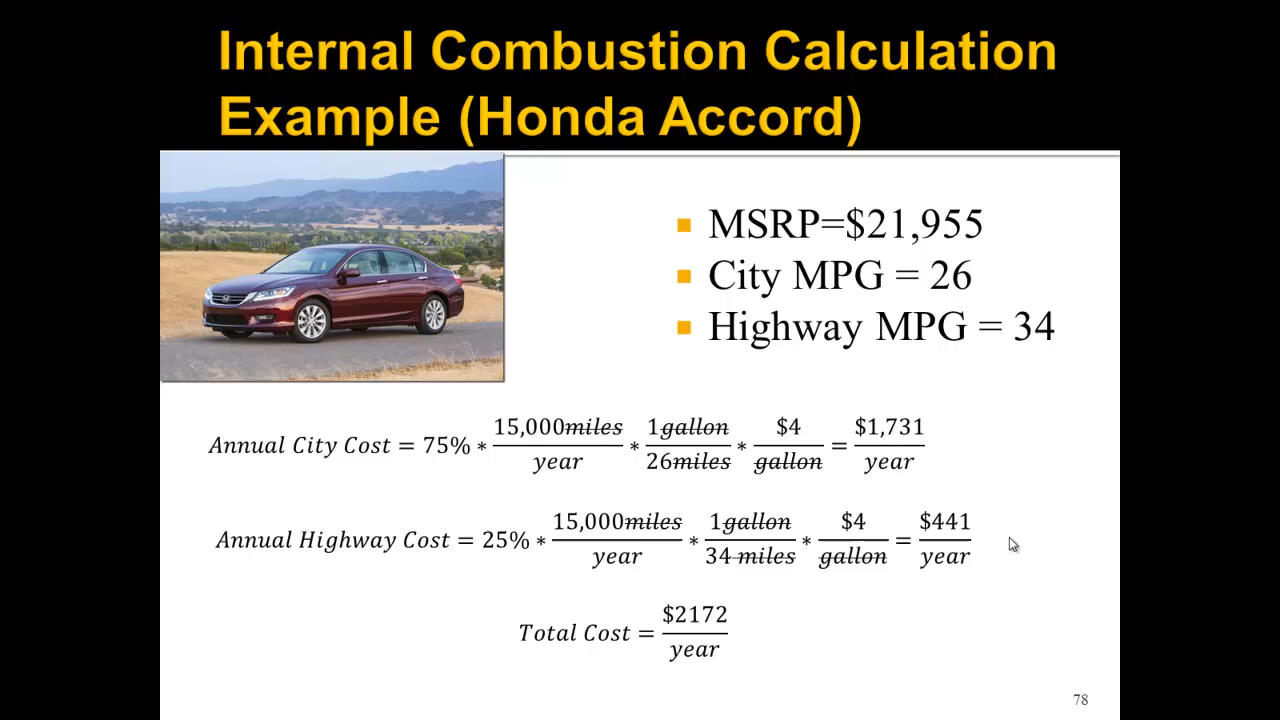 Internal Combustion Calculation
Example (Honda Accord)
MSRP=$21,955
City MPG = 26
Highway MPG = 34
Annual City Cost = 75% * 15,000miles/year * 1gallon/26miles * $4/gallon = $1,731/year
Annual Highway Cost = 25% * 15,000miles/year * 1gallon/34 miles * $4/gallon = $441/year
Total Cost = $2172/year
78